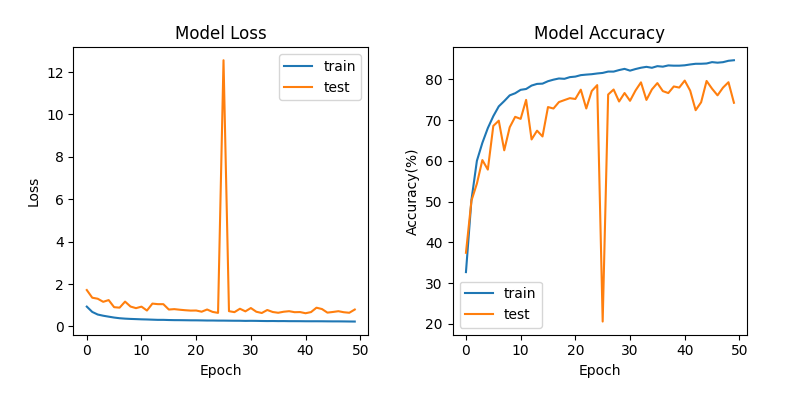 Model Loss
12
10
8
6
4
2
0
Loss
0 10 20 30 40 50
Epoch
train
test
Model Accuracy
80
70
60
50
40
30
20
Accuracy(%)
0 10 20 30 40 50
Epoch
train
test